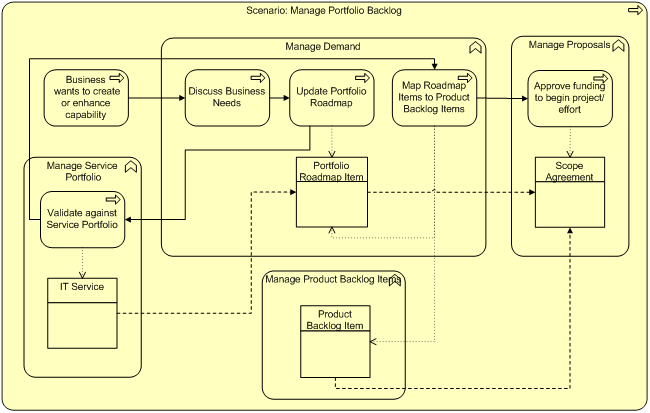 Scenario: Manage Portfolio Backlog
Manage Demand
Manage Proposals
Business
wants to create
or enhance
capability
Discuss Business
Needs
Update Portfolio
Roadmap
Map Roadmap
Items to Product
Backlog Items
Approve funding
to begin project/
effort
Manage Service
Portfolio
Portfolio
Roadmap Item
Scope
Agreement
Validate against
Service Portfolio
IT Service
Manage Product Backlog Items
Product
Backlog Item